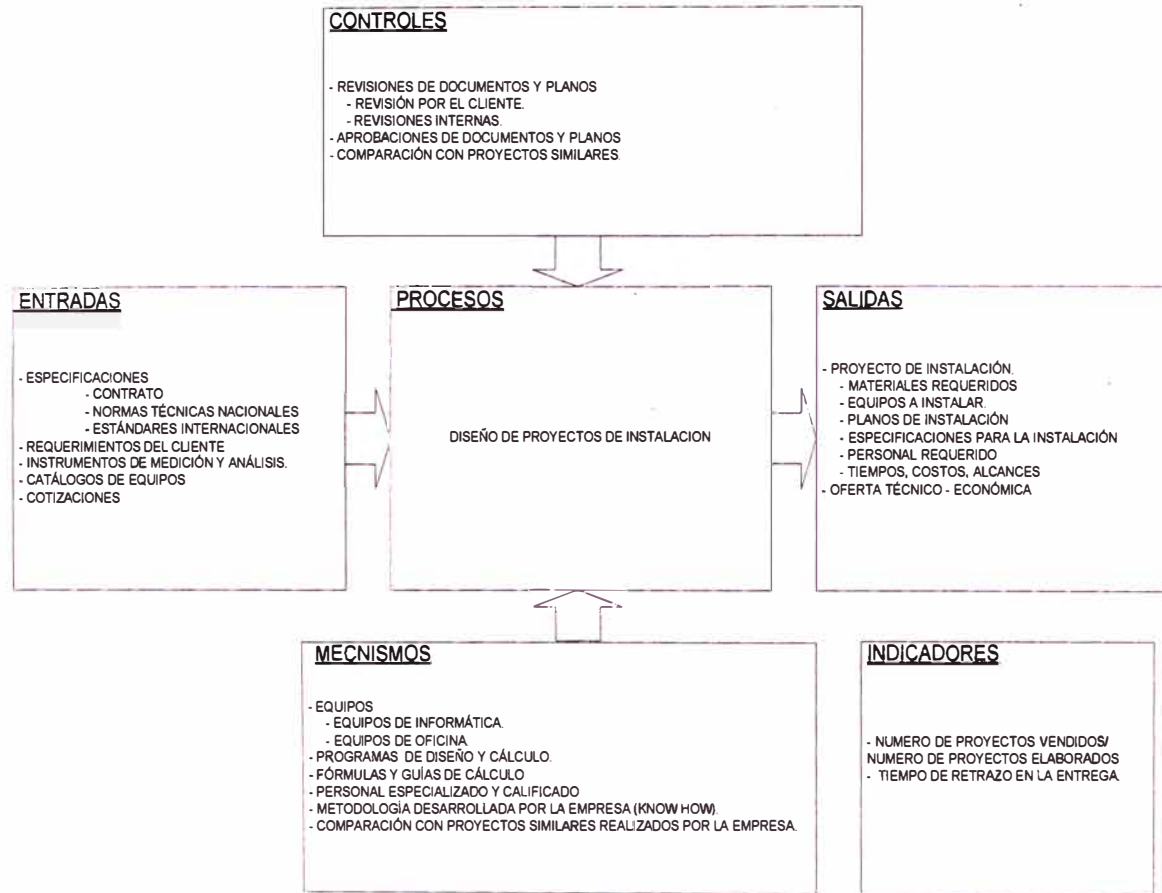 CONTROLES
- REVISIONES DE DOCUMENTOS Y PLANOS
- REVISIÓN POR EL CLIENTE.
- REVISIONES INTERNAS.
- APROBACIONES DE DOCUMENTOS Y PLANOS
- COMPARACIÓN CON PROYECTOS SIMILARES.
ENTRADAS
- ESPECIFICACIONES
- CONTRATO
- NORMAS TÉCNICAS NACIONALES
- ESTÁNDARES INTERNACIONALES
- REQUERIMIENTOS DEL CLIENTE
- INSTRUMENTOS DE MEDICIÓN Y ANÁLISIS.
- CATÁLOGOS DE EQUIPOS
- COTIZACIONES
PROCESOS
DISEÑO DE PROYECTOS DE INSTALACION
SALIDAS
- PROYECTO DE INSTALACIÓN.
- MATERIALES REQUERIDOS
- EQUIPOS A INSTALAR.
- PLANOS DE INSTALACIÓN
- ESPECIFICACIONES PARA LA INSTALACIÓN
- PERSONAL REQUERIDO
- TIEMPOS, COSTOS, ALCANCES
- OFERTA TÉCNICO - ECONÓMICA
MECNISMOS
- EQUIPOS
- EQUIPOS DE INFORMÁTICA.
- EQUIPOS DE OFICINA.
- PROGRAMAS DE DISEÑO Y CÁLCULO.
- FÓRMULAS Y GUÍAS DE CÁLCULO
- PERSONAL ESPECIALIZADO Y CALIFICADO
- METODOLOGÍA DESARROLLADA POR LA EMPRESA (KNOW HOW).
- COMPARACIÓN CON PROYECTOS SIMILARES REALIZADOS POR LA EMPRESA.
INDICADORES
- NUMERO DE PROYECTOS VENDIDOS/
NUMERO DE PROYECTOS ELABORADOS
- TIEMPO DE RETRAZO EN LA ENTREGA.